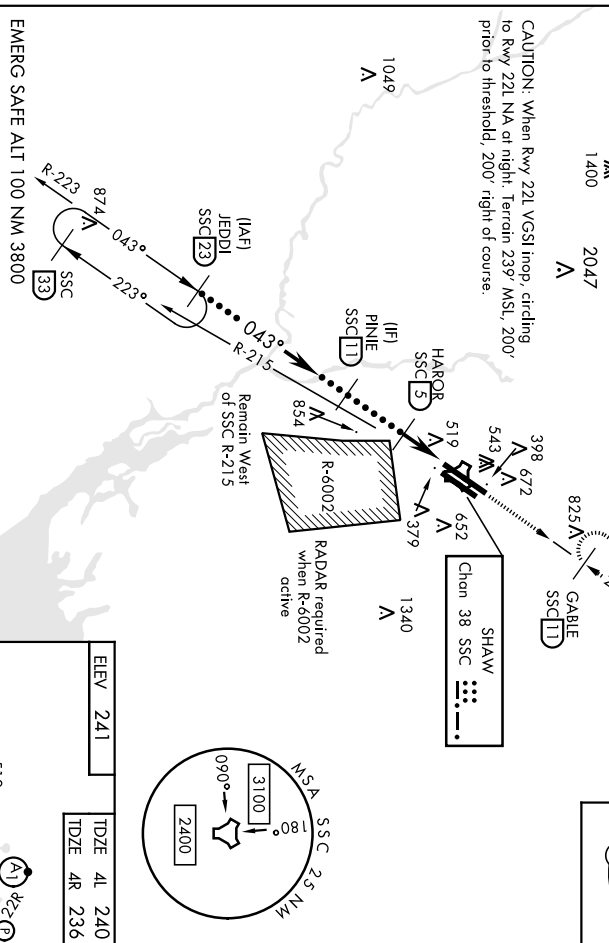 1400
2047
CAUTION: When Rwy 22L VGSI inop, circling
to Rwy 22L NA at night. Terrain 239' MSL, 200'
prior to threshold, 200' right of course.
1049
825
GABLE
SSC 11
398
672
543
519
652
379
HAROR
SSC 5
SHAW
Chan 38 SSC
(IF)
PINIE
SSC 11
854
R-6002
1340
RADAR required
when R-6002
active
Remain West
of SSC R-215
043°
R-215
(IAF)
JEDDI
SSC 23
043°
223°
874
R-223
SSC
33
EMERG SAFE ALT 100 NM 3800
MSA SSC 25 NM
180°
3100
090°
2400
ELEV 241
TDZE 4L 240
TDZE 4R 236
A1
P